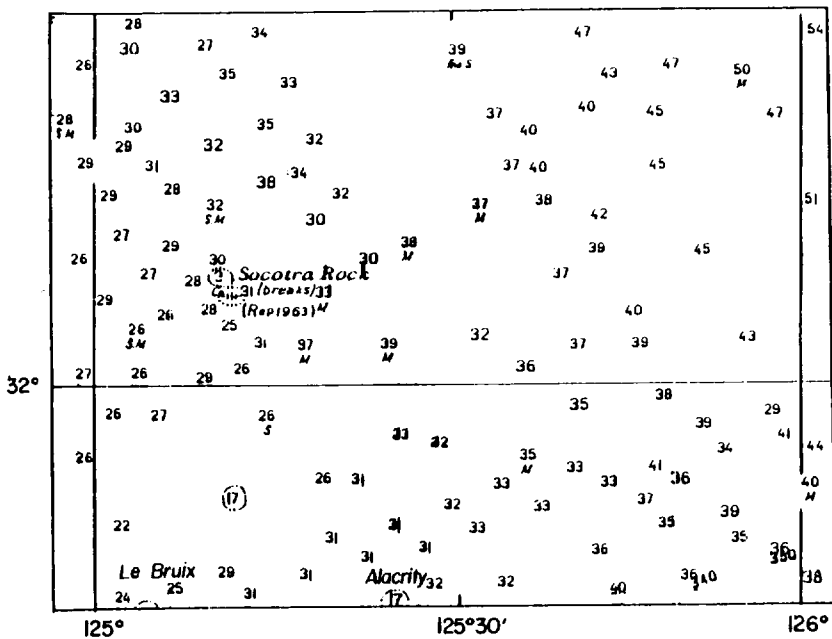 28 34 47 54
30 27 39 47
26 35 33 43 50
M
33 37 40 45 47
28 30 35 40
S M
29 32 32
29 31 34 37 40 45
29 28 38 32 37 38 51
32 30 M 42
S M
27 29 38 39 45
M
26 30 30
27 28 Socotra Rock 37
31 (breaks) 33
29 28 (Rep 1963) M 40
26 25
26 31 37 39 32 37 39 43
S.M M M
27 26 29 26 36
32°
26 27 26 35 38 29
S
33 32 39 41
26 35 34 44
M
26 31 33 33 41 36 40
M
17 32 33 37 39
22 31 31 33 35 35
31 31 36 36
Le Bruix 29 31 Alacrity 36 40 38
24 25 31 17 32 32 40
125° 125°30' 126°